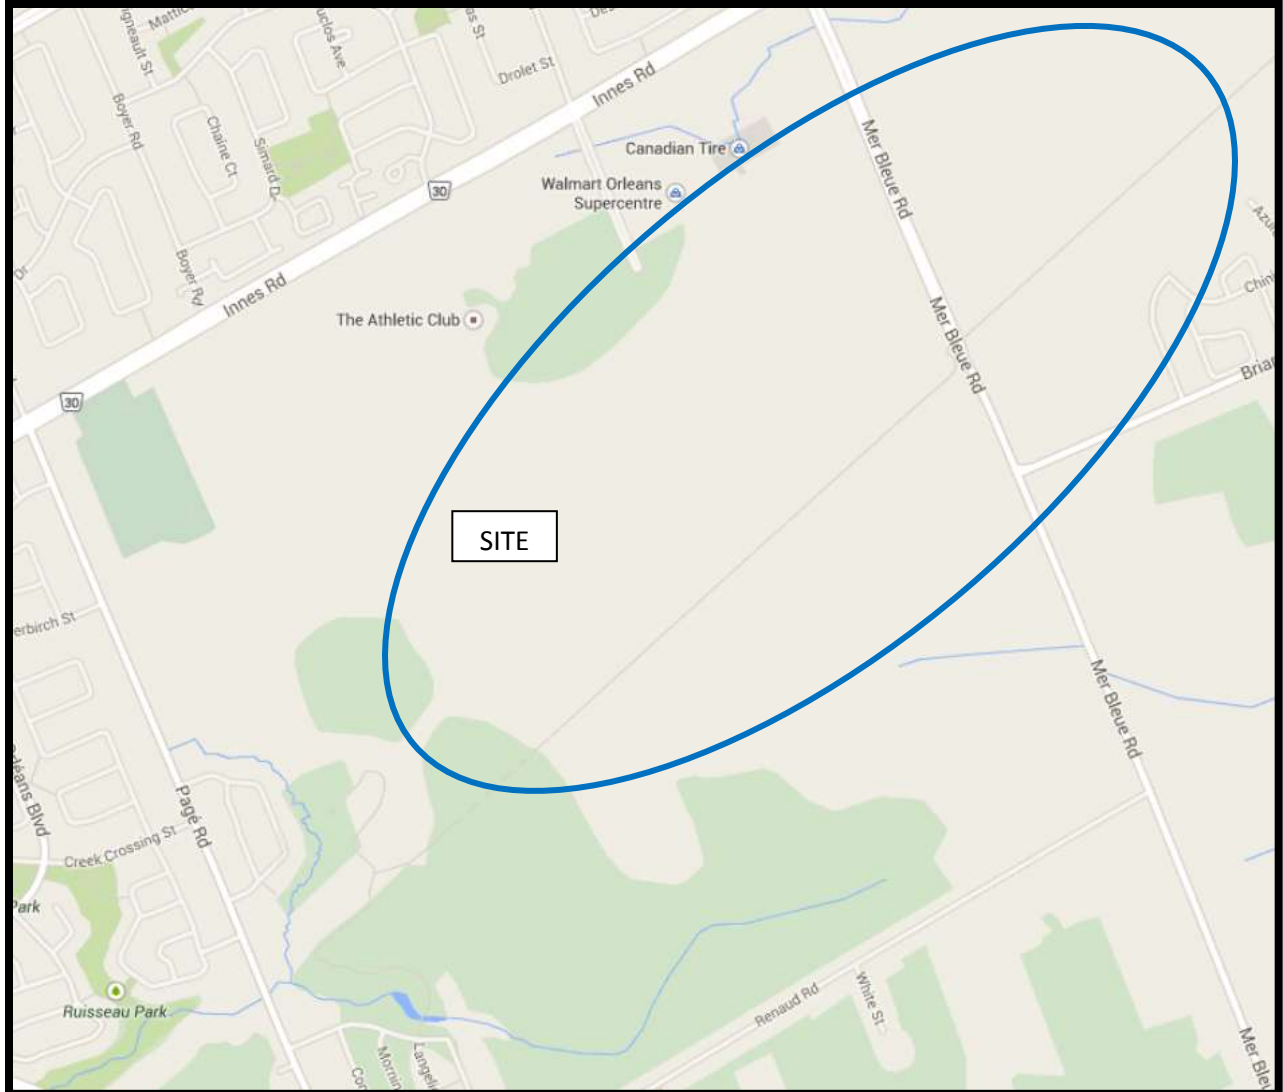 Drolet St
Innes Rd
Boyer Rd
Chaine Ct
Canadian Tire
Mer Bleue Rd
30
Walmart Orleans
Supercentre
Boyer Rd
Innes Rd
The Athletic Club
Mer Bleue Rd
30
SITE
Mer Bleue Rd
Pagé Rd
Creek Crossing St
Park
Ruisseau Park
Renaud Rd
White St